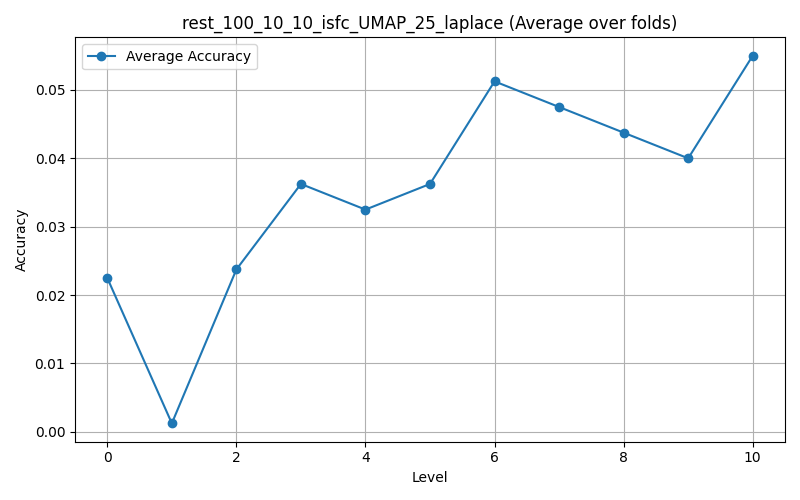 rest_100_10_10_isfc_UMAP_25_laplace (Average over folds)
Average Accuracy
0.05
0.04
0.03
0.02
0.01
0.00
Accuracy
0 2 4 6 8 10
Level